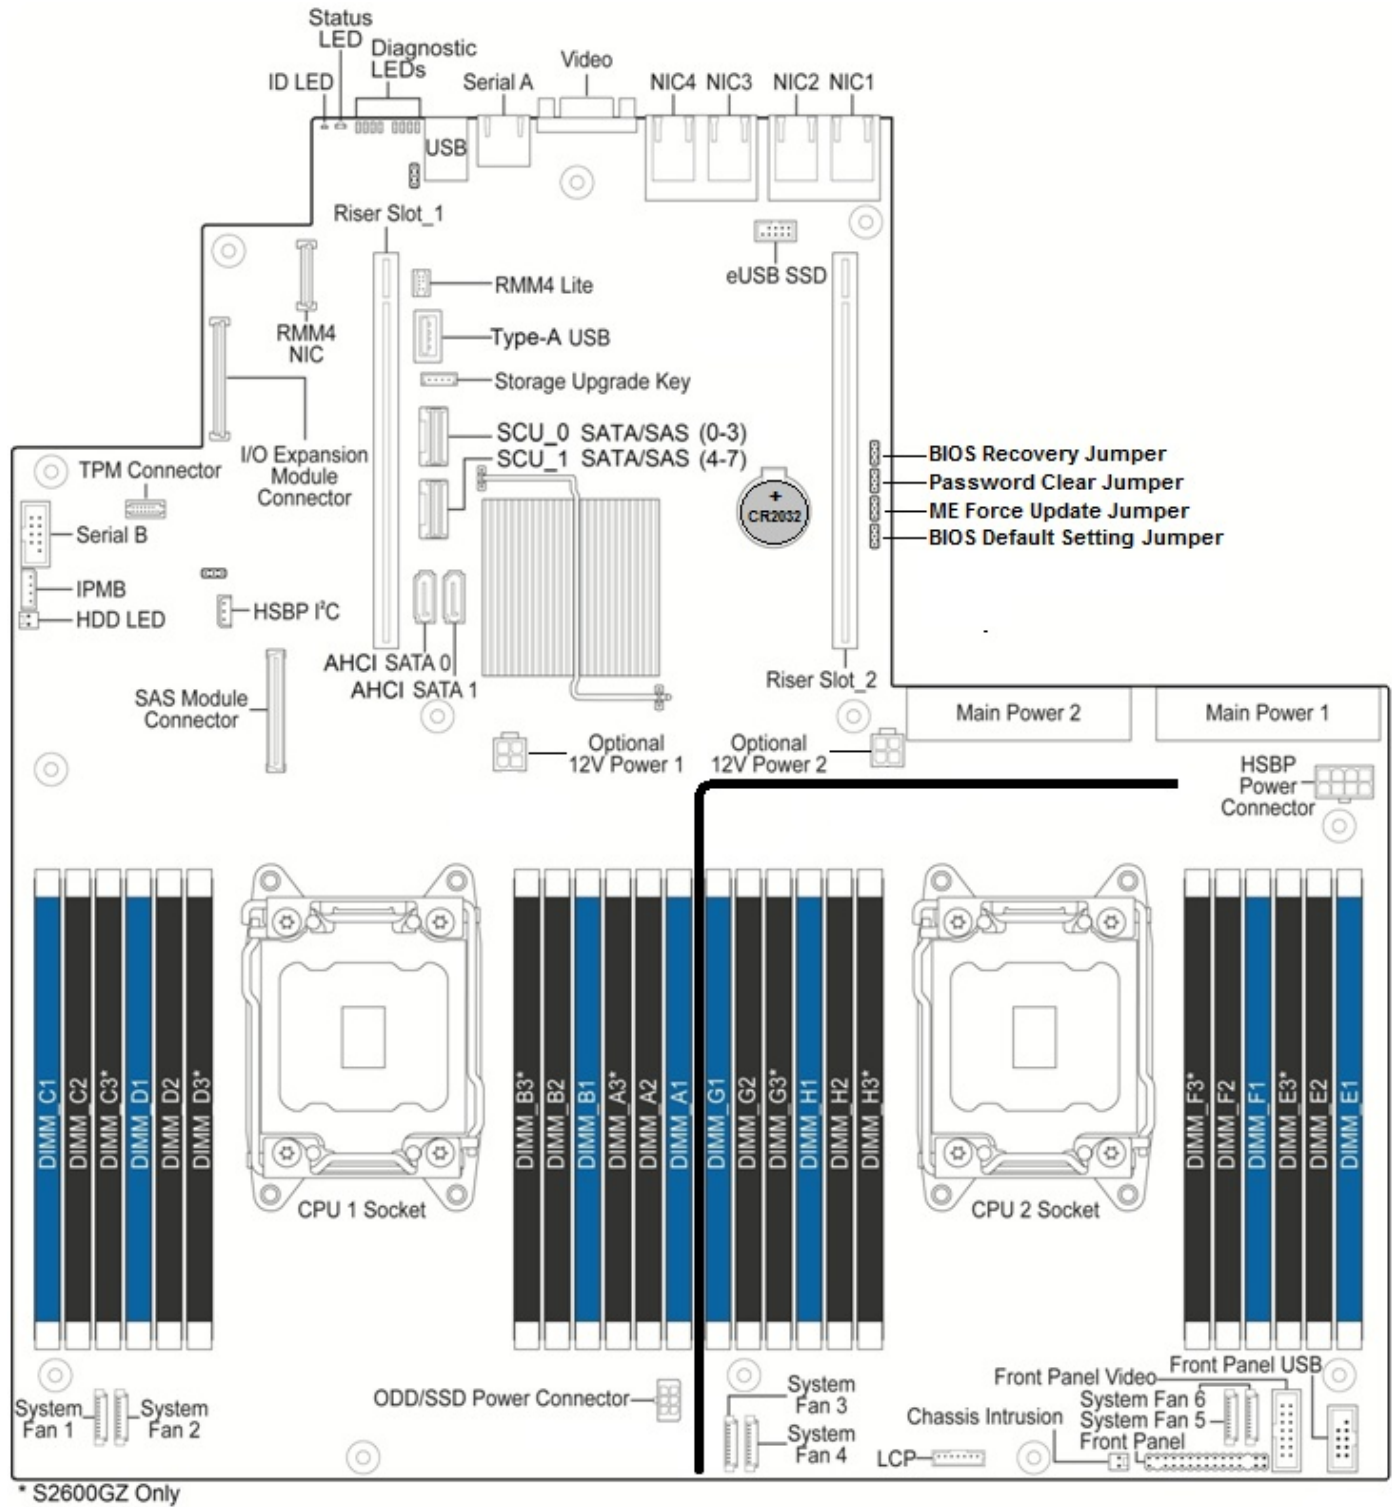 Status
LED
Diagnostic
LEDs
ID LED
Serial A
Video
NIC4
NIC3
NIC2
NIC1
USB
Riser Slot_1
eUSB SSD
RMM4 Lite
RMM4
NIC
Type-A USB
Storage Upgrade Key
SCU_0 SATA/SAS (0-3)
SCU_1 SATA/SAS (4-7)
I/O Expansion
Module
Connector
TPM Connector
Serial B
IPMB
HDD LED
HSBP I²C
+
CR2032
BIOS Recovery Jumper
Password Clear Jumper
ME Force Update Jumper
BIOS Default Setting Jumper
AHCI SATA 0
AHCI SATA 1
SAS Module
Connector
Riser Slot_2
Main Power 2
Main Power 1
Optional
12V Power 1
Optional
12V Power 2
HSBP
Power
Connector
DIMM_C1
DIMM_C2
DIMM_C3*
DIMM_D1
DIMM_D2
DIMM_D3*
CPU 1 Socket
DIMM_B3*
DIMM_B2
DIMM_B1
DIMM_A3*
DIMM_A2
DIMM_A1
DIMM_G1
DIMM_G2
DIMM_G3*
DIMM_H1
DIMM_H2
DIMM_H3*
CPU 2 Socket
DIMM_F3*
DIMM_F2
DIMM_F1
DIMM_E3*
DIMM_E2
DIMM_E1
System
Fan 1
System
Fan 2
ODD/SSD Power Connector
System
Fan 3
System
Fan 4
LCP
Chassis Intrusion
Front Panel Video
Front Panel USB
System Fan 6
System Fan 5
Front Panel
* S2600GZ Only